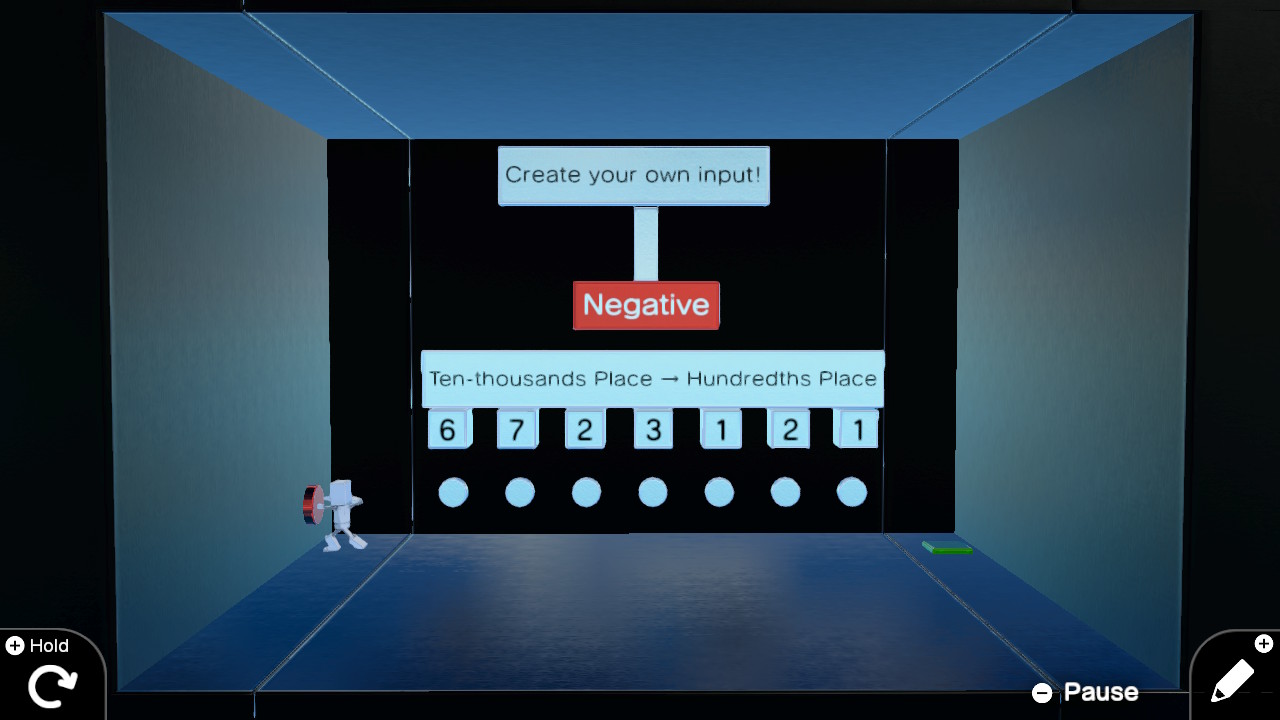 Create your own input!
Negative
Ten-thousands Place → Hundredths Place
6 7 2 3 1 2 1
Hold
Pause